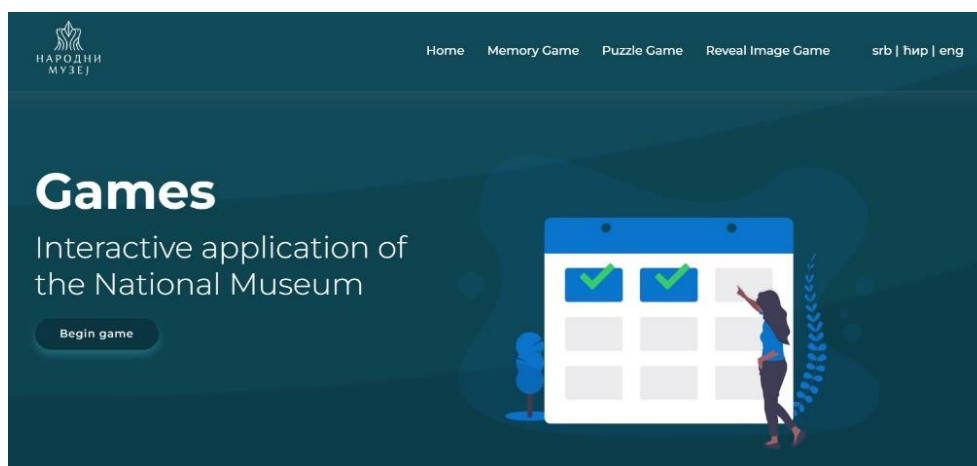 НАРОДНИ
МУЗЕЈ
Home Memory Game Puzzle Game Reveal Image Game srb | ћир | eng
Games
Interactive application of
the National Museum
Begin game